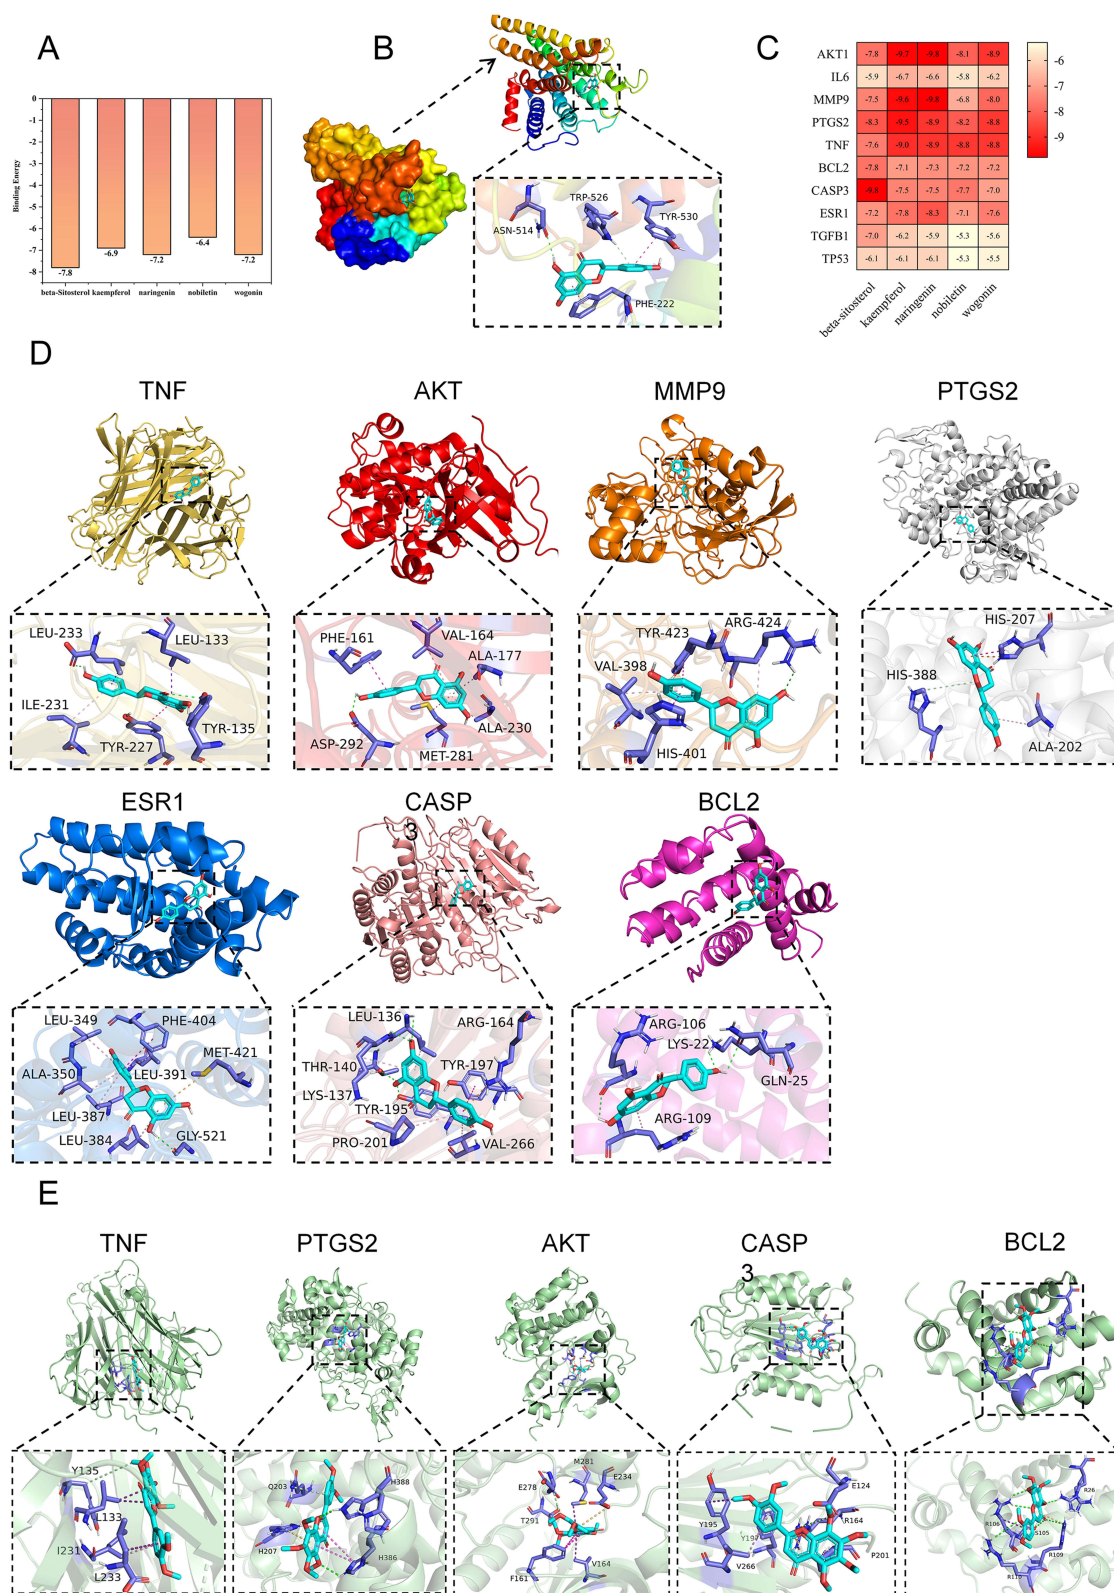 A
B
C
Binding Energy
0
-1
-2
-3
-4
-5
-6
-7
-8
-7.8
-6.9
-7.2
-6.4
-7.2
beta-Sitosterol kaempferol naringenin nobiletin wogonin
TRP-526
TYR-530
ASN-514
PHE-222
AKT1 -7.8 -9.7 -9.8 -8.1 -8.9
IL6 -5.9 -6.7 -6.6 -5.8 -6.2
MMP9 -7.5 -9.6 -9.8 -6.8 -8.0
PTGS2 -8.3 -9.5 -8.9 -8.2 -8.8
TNF -7.6 -9.0 -8.9 -8.8 -8.8
BCL2 -7.8 -7.1 -7.3 -7.2 -7.2
CASP3 -9.8 -7.5 -7.5 -7.7 -7.0
ESR1 -7.2 -7.8 -8.3 -7.1 -7.6
TGFB1 -7.0 -6.2 -5.9 -5.3 -5.6
TP53 -6.1 -6.1 -6.1 -5.3 -5.5
beta-sitosterol
kaempferol
naringenin
nobiletin
wogonin
-6
-7
-8
-9
D
TNF
AKT
MMP9
PTGS2
LEU-233
LEU-133
ILE-231
TYR-227
TYR-135
PHE-161
VAL-164
ALA-177
ALA-230
ASP-292
MET-281
TYR-423
ARG-424
VAL-398
HIS-401
HIS-207
HIS-388
ALA-202
ESR1
CASP
3
BCL2
LEU-349
PHE-404
MET-421
ALA-350
LEU-391
LEU-387
LEU-384
GLY-521
LEU-136
ARG-164
THR-140
TYR-197
LYS-137
TYR-195
PRO-201
VAL-266
ARG-106
LYS-22
GLN-25
ARG-109
E
TNF
PTGS2
AKT
CASP
3
BCL2
Y135
L133
I231
L233
Q203
H388
H207
H386
M281
E278
E234
T291
V164
F161
E124
Y195
R164
V266
P201
R26
R106
S105
R109
R110